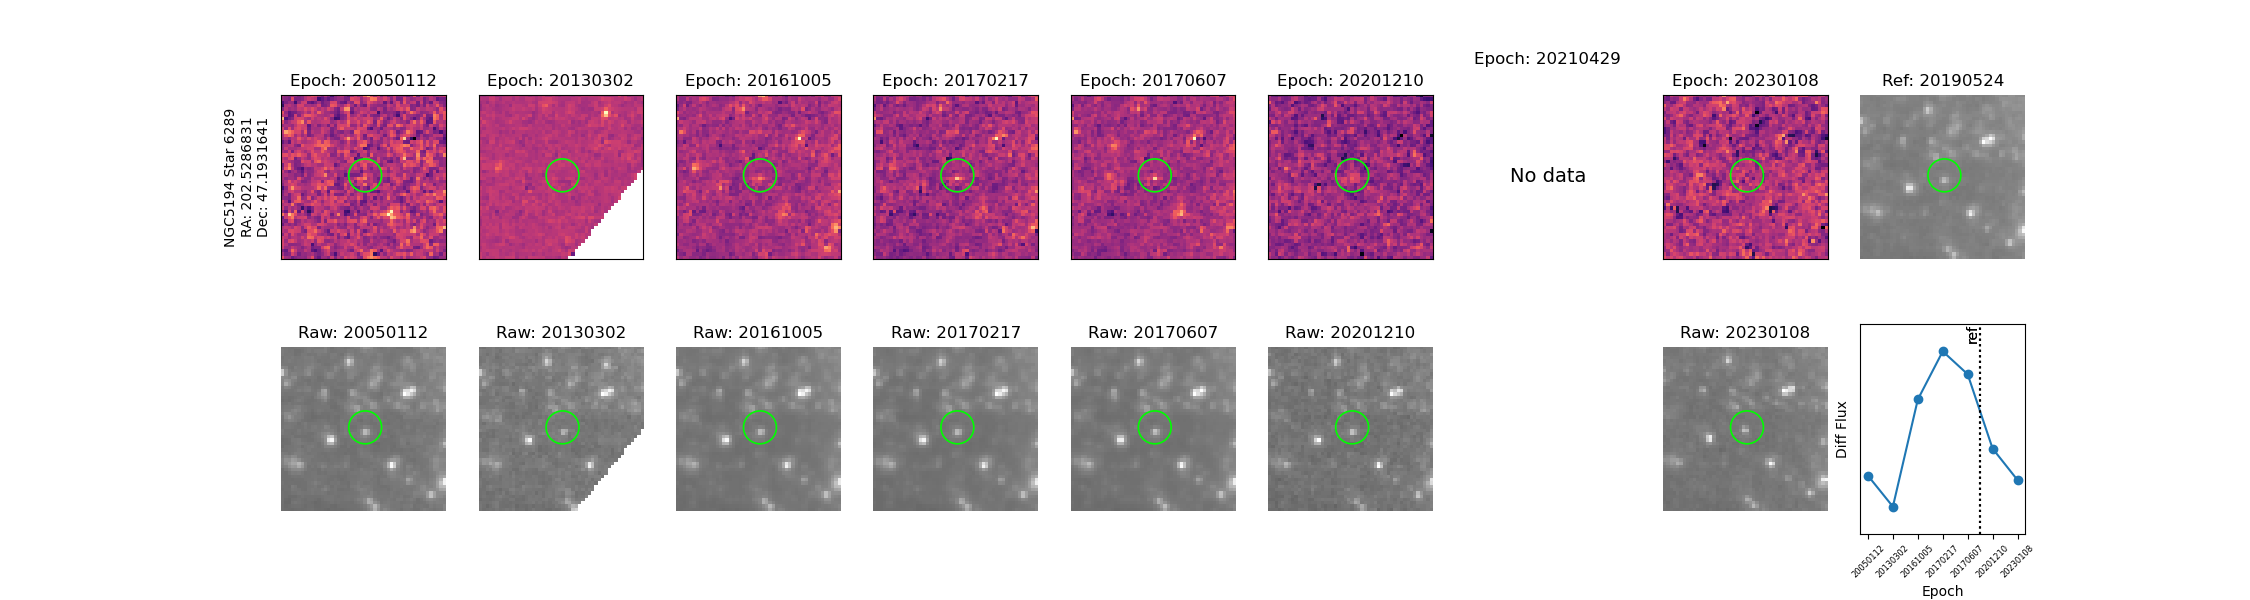 NGC5194 Star 6289
RA: 202.5286831
Dec: 47.1931641
Epoch: 20050112
Epoch: 20130302
Epoch: 20161005
Epoch: 20170217
Epoch: 20170607
Epoch: 20201210
Epoch: 20210429
No data
Epoch: 20230108
Ref: 20190524
Raw: 20050112
Raw: 20130302
Raw: 20161005
Raw: 20170217
Raw: 20170607
Raw: 20201210
Raw: 20230108
ref
Diff Flux
20050112
20130302
20161005
20170217
20170607
20201210
20230108
Epoch